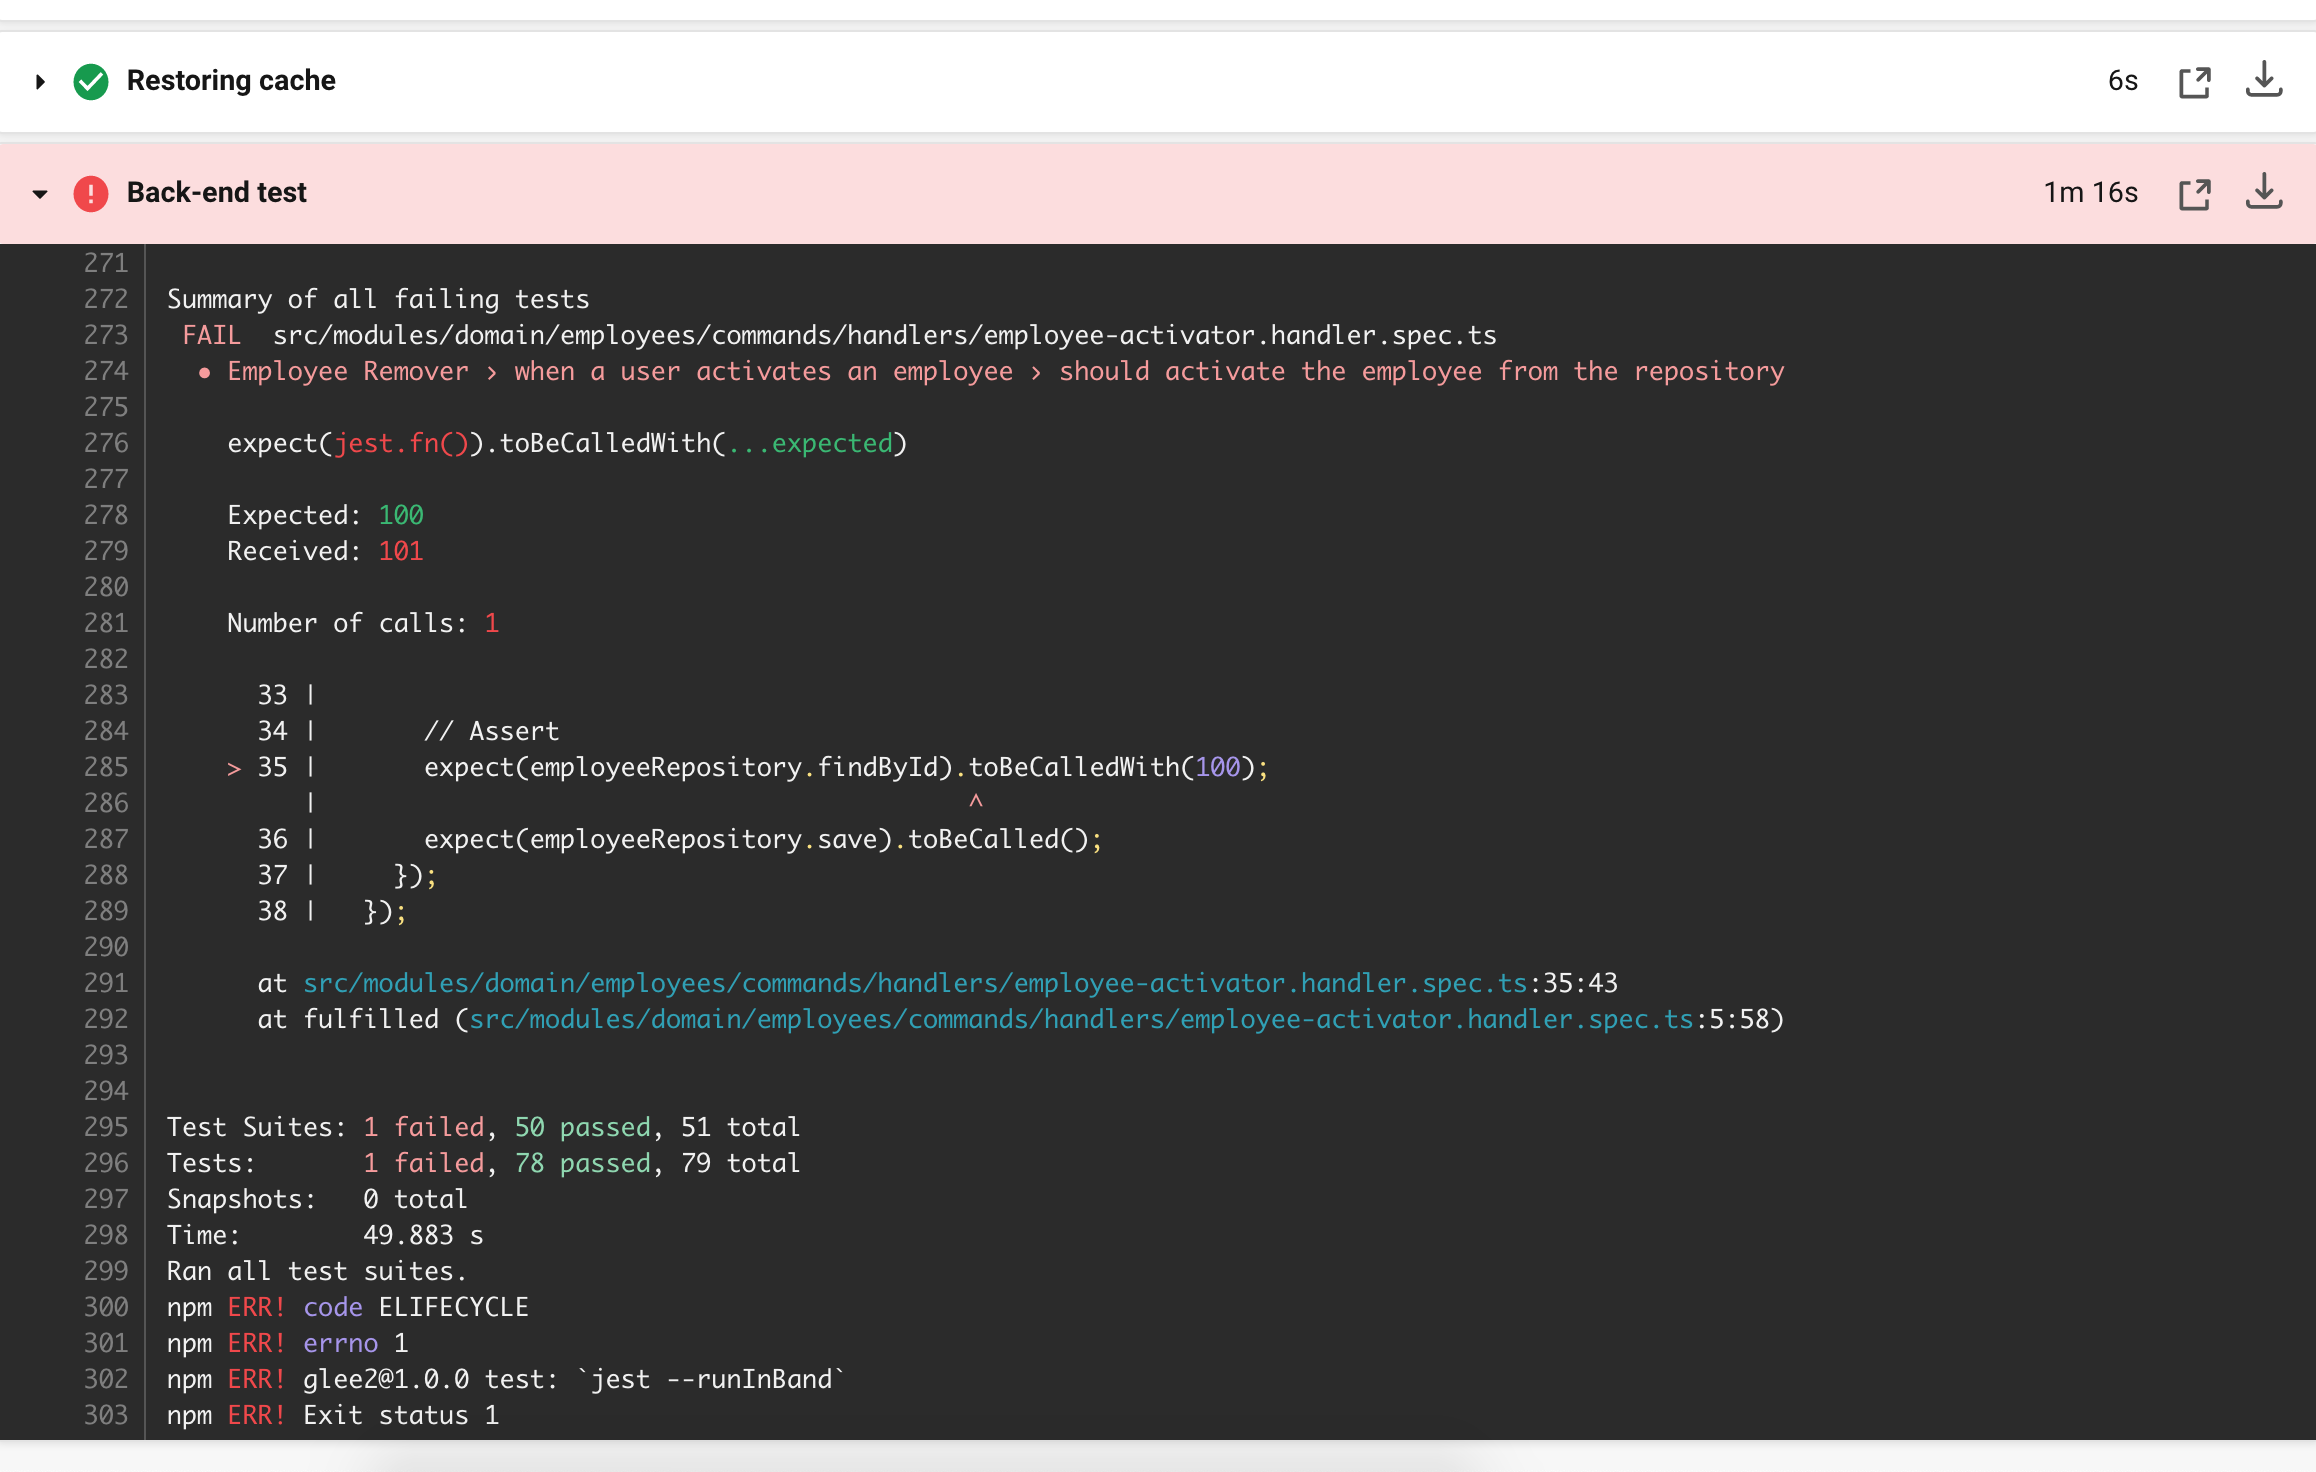 Restoring cache 6s
Back-end test 1m 16s
271
272 Summary of all failing tests
273 FAIL src/modules/domain/employees/commands/handlers/employee-activator.handler.spec.ts
274 ● Employee Remover › when a user activates an employee › should activate the employee from the repository
275
276 expect(jest.fn()).toBeCalledWith(...expected)
277
278 Expected: 100
279 Received: 101
280
281 Number of calls: 1
282
283 33 |
284 34 | // Assert
285 > 35 | expect(employeeRepository.findById).toBeCalledWith(100);
286 | ^
287 36 | expect(employeeRepository.save).toBeCalled();
288 37 | });
289 38 | });
290
291 at src/modules/domain/employees/commands/handlers/employee-activator.handler.spec.ts:35:43
292 at fulfilled (src/modules/domain/employees/commands/handlers/employee-activator.handler.spec.ts:5:58)
293
294
295 Test Suites: 1 failed, 50 passed, 51 total
296 Tests: 1 failed, 78 passed, 79 total
297 Snapshots: 0 total
298 Time: 49.883 s
299 Ran all test suites.
300 npm ERR! code ELIFECYCLE
301 npm ERR! errno 1
302 npm ERR! glee2@1.0.0 test: `jest --runInBand`
303 npm ERR! Exit status 1